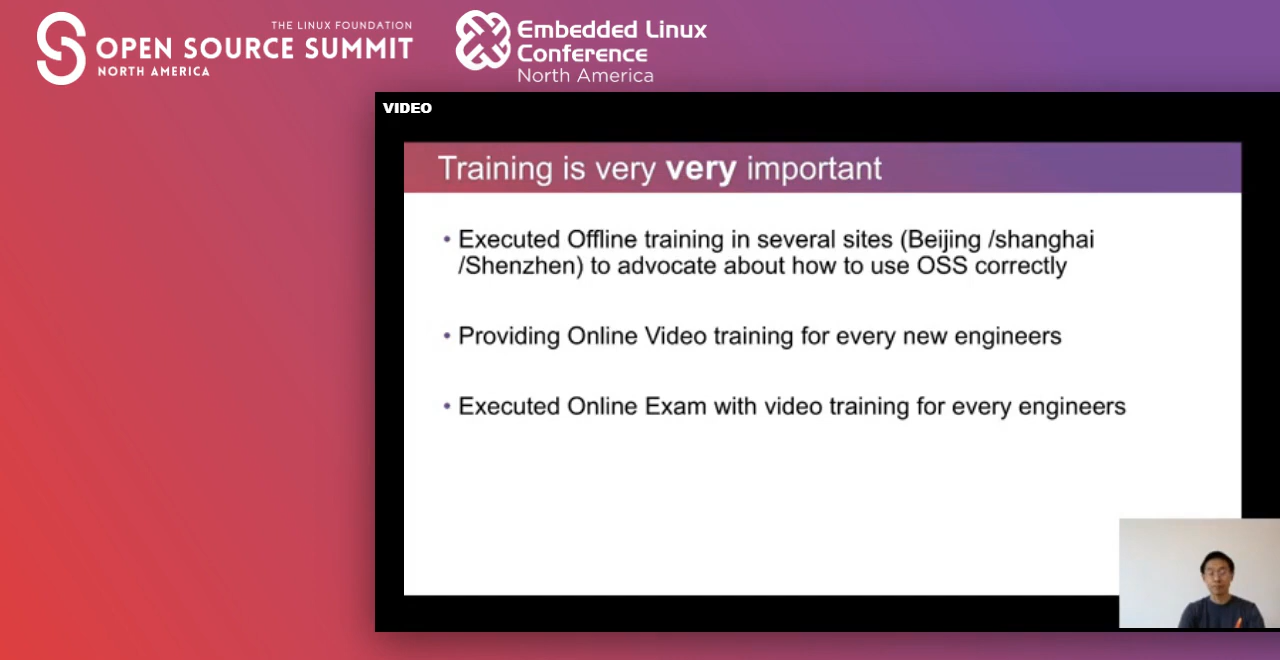 THE LINUX FOUNDATION
OPEN SOURCE SUMMIT
NORTH AMERICA
Embedded Linux
Conference
North America
VIDEO
Training is very very important
• Executed Offline training in several sites (Beijing /shanghai
/Shenzhen) to advocate about how to use OSS correctly
• Providing Online Video training for every new engineers
• Executed Online Exam with video training for every engineers